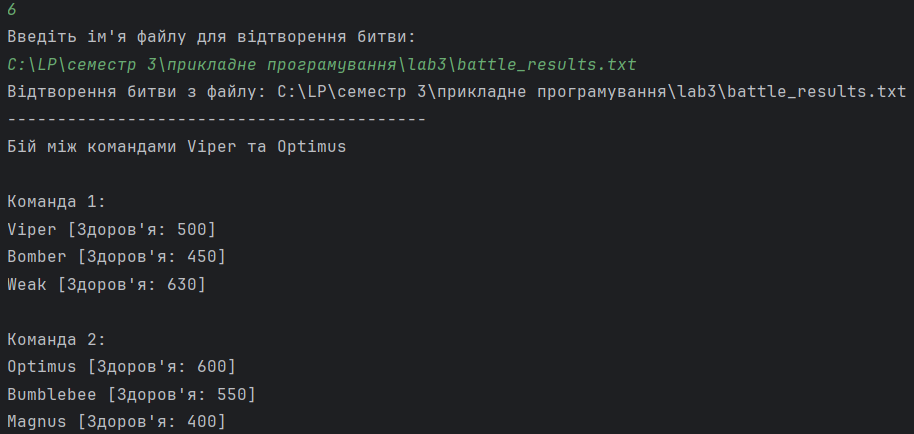 6
Введіть ім'я файлу для відтворення битви:
C:\LP\семестр 3\прикладне програмування\lab3\battle_results.txt
Відтворення битви з файлу: C:\LP\семестр 3\прикладне програмування\lab3\battle_results.txt
------------------------------------------
Бій між командами Viper та Optimus
Команда 1:
Viper [Здоров'я: 500]
Bomber [Здоров'я: 450]
Weak [Здоров'я: 630]
Команда 2:
Optimus [Здоров'я: 600]
Bumblebee [Здоров'я: 550]
Magnus [Здоров'я: 400]